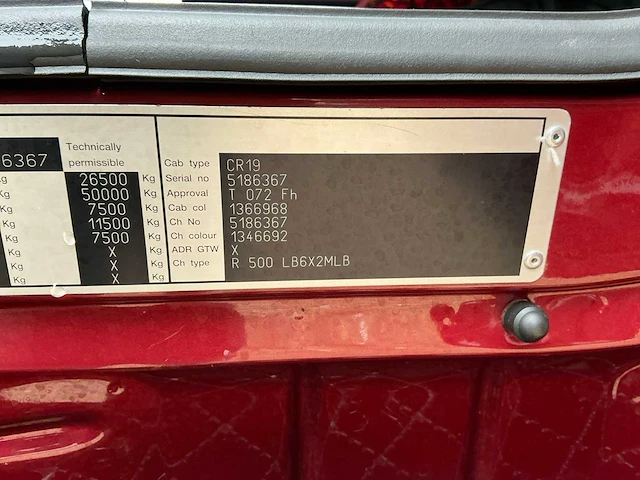 6367
Technically
permissible
26500 Kg
50000 Kg
7500 Kg
11500 Kg
7500 Kg
X Kg
X Kg
X Kg
Cab type CR19
Serial no 5186367
Approval T 072 Fh
Cab col 1366968
Ch No 5186367
Ch colour 1346692
ADR GTW X
Ch type R 500 LB6X2MLB
Kg
Kg
Kg
Kg
Kg
Kg
Kg